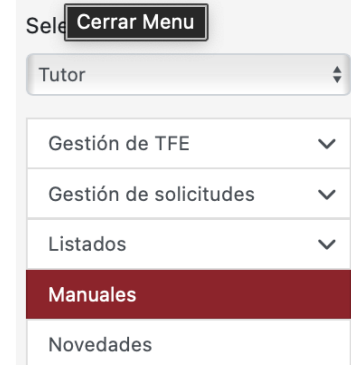 Sele
Cerrar Menu
Tutor
Gestión de TFE
Gestión de solicitudes
Listados
Manuales
Novedades